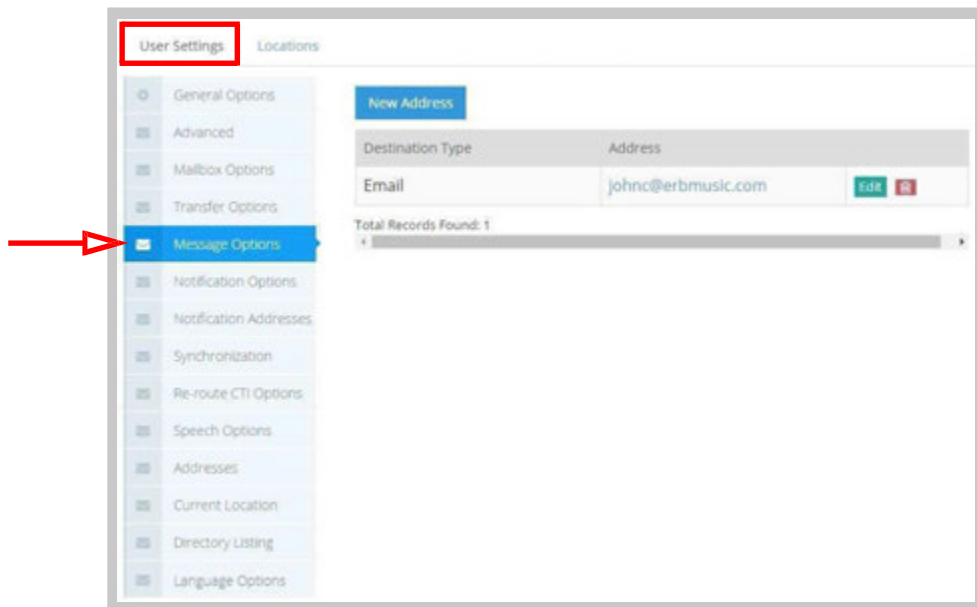 User Settings Locations
General Options
Advanced
Mailbox Options
Transfer Options
Message Options
Notification Options
Notification Addresses
Synchronization
Re-route CTI Options
Speech Options
Addresses
Current Location
Directory Listing
Language Options
New Address
Destination Type Address
Email johnc@erbmusic.com Edit
Total Records Found: 1